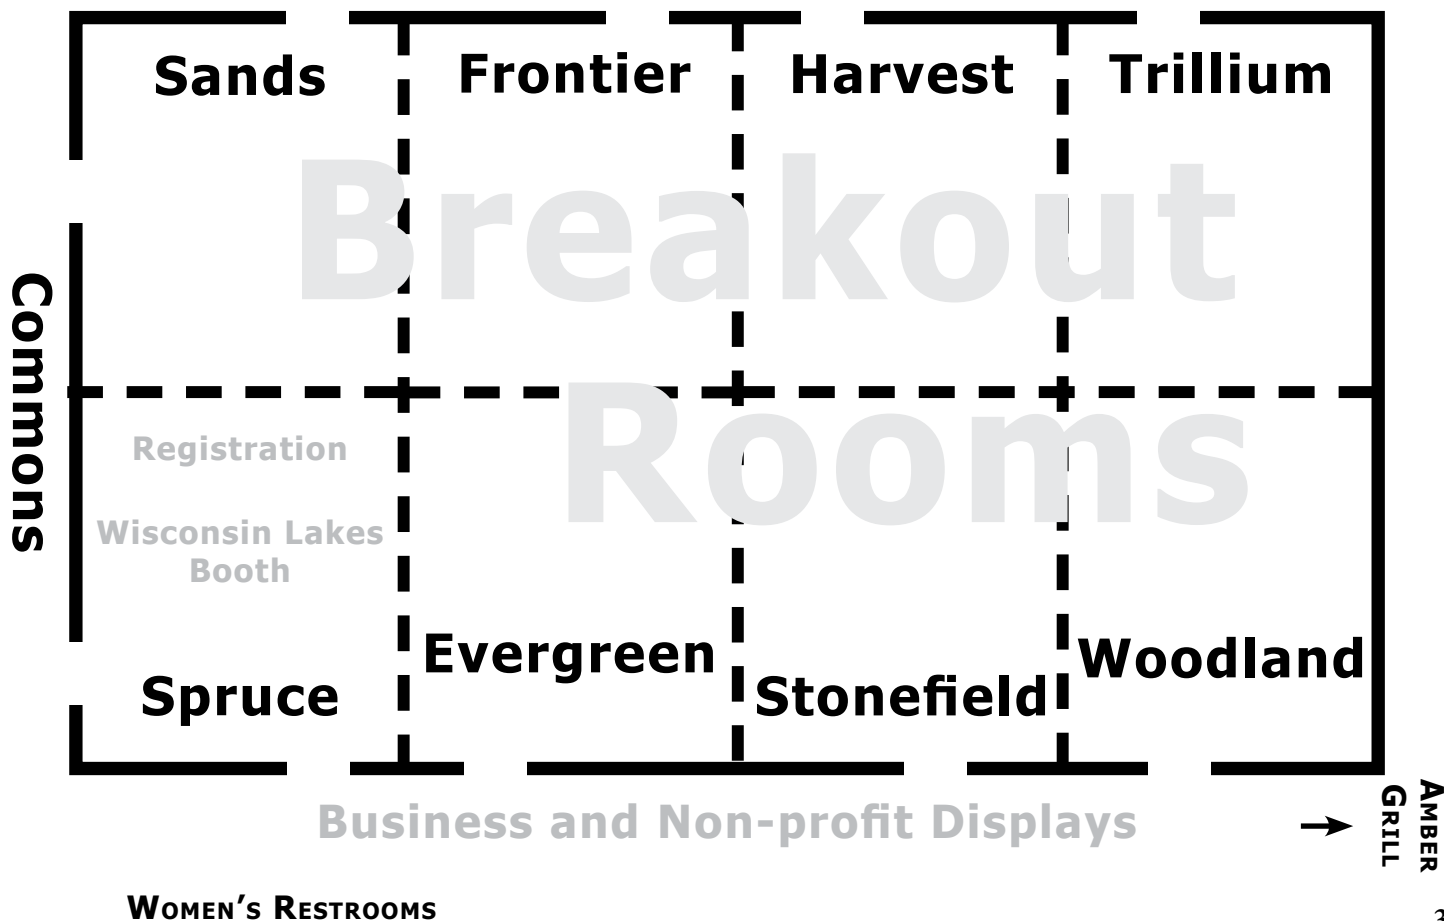 Sands
Frontier
Harvest
Trillium
Breakout
Rooms
Commons
Registration
Wisconsin Lakes
Booth
Spruce
Evergreen
Stonefield
Woodland
Business and Non-profit Displays
Amber
Grill
Women's Restrooms